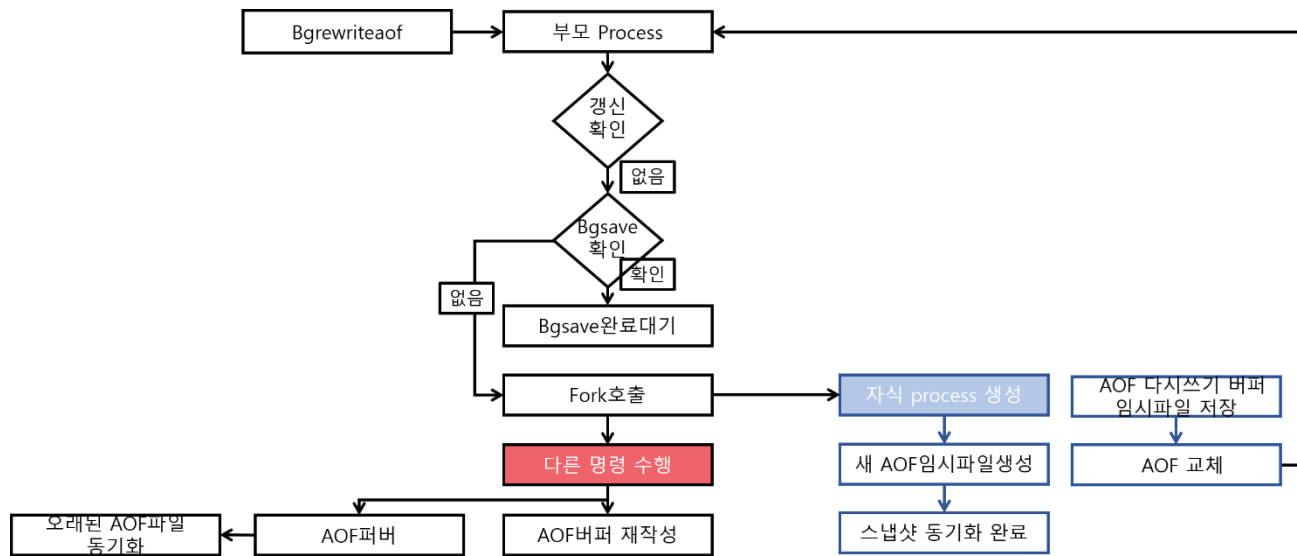 Bgrewriteaof
부모 Process
갱신
확인
없음
Bgsave
확인
확인
없음
Bgsave완료대기
Fork호출
자식 process 생성
AOF 다시쓰기 버퍼
임시파일 저장
다른 명령 수행
새 AOF임시파일생성
AOF 교체
오래된 AOF파일
동기화
AOF퍼버
AOF버퍼 재작성
스냅샷 동기화 완료